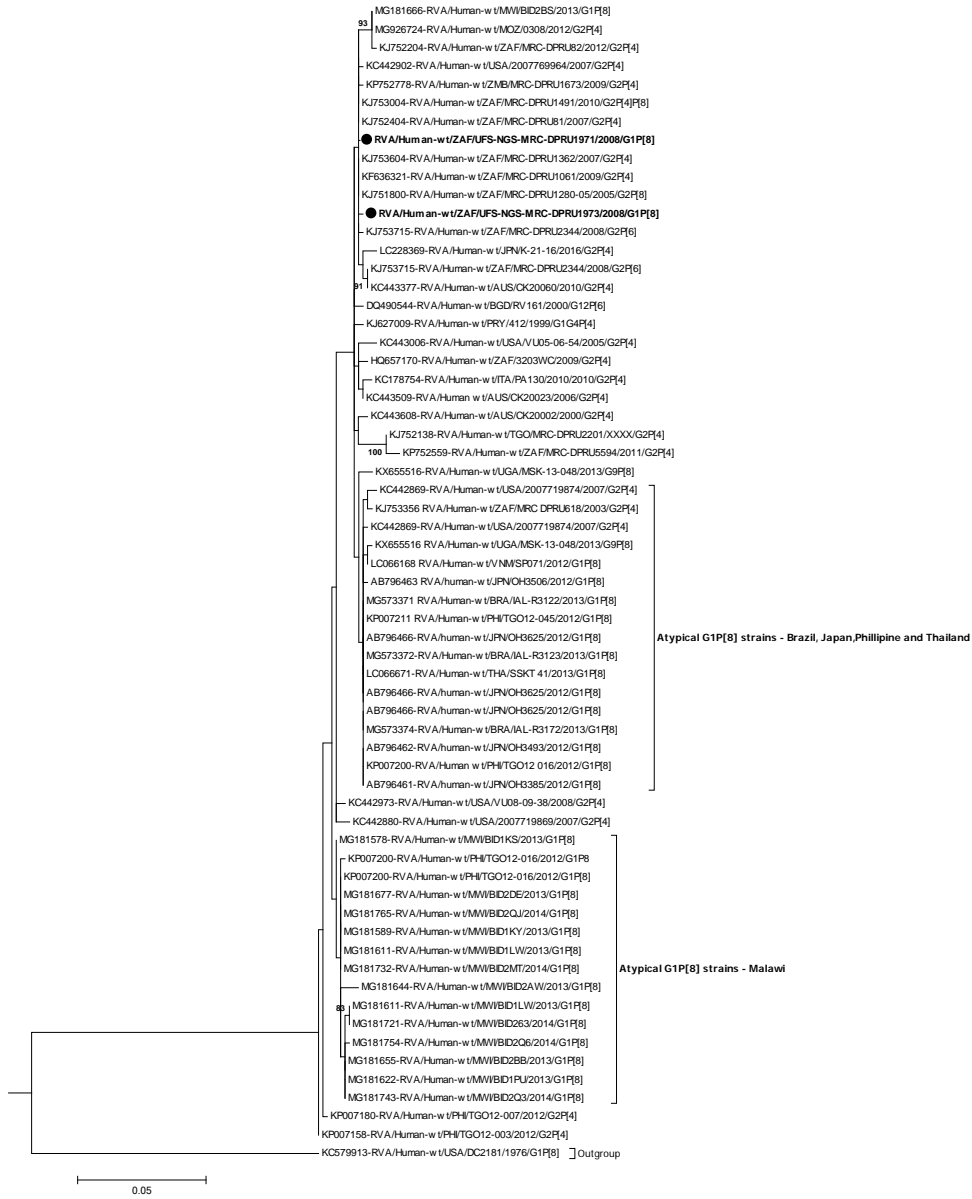 MG181666-RVA/Human-wt/MWI/BID2BS/2013/G1P[8]
93
MG926724-RVA/Human-wt/MOZ/0308/2012/G2P[4]
KJ752204-RVA/Human-wt/ZAF/MRC-DPRU82/2012/G2P[4]
KC442902-RVA/Human-wt/USA/2007769964/2007/G2P[4]
KP752778-RVA/Human-wt/ZMB/MRC-DPRU1673/2009/G2P[4]
KJ753004-RVA/Human-wt/ZAF/MRC-DPRU1491/2010/G2P[4]P[8]
KJ752404-RVA/Human-wt/ZAF/MRC-DPRU81/2007/G2P[4]
RVA/Human-wt/ZAF/UFS-NGS-MRC-DPRU1971/2008/G1P[8]
KJ753604-RVA/Human-wt/ZAF/MRC-DPRU1362/2007/G2P[4]
KF636321-RVA/Human-wt/ZAF/MRC-DPRU1061/2009/G2P[4]
KJ751800-RVA/Human-wt/ZAF/MRC-DPRU1280-05/2005/G2P[8]
RVA/Human-wt/ZAF/UFS-NGS-MRC-DPRU1973/2008/G1P[8]
KJ753715-RVA/Human-wt/ZAF/MRC-DPRU2344/2008/G2P[6]
LC228369-RVA/Human-wt/JPN/K-21-16/2016/G2P[4]
KJ753715-RVA/Human-wt/ZAF/MRC-DPRU2344/2008/G2P[6]
91
KC443377-RVA/Human-wt/AUS/CK20060/2010/G2P[4]
DQ490544-RVA/Human-wt/BGD/RV161/2000/G12P[6]
KJ627009-RVA/Human-wt/PRY/412/1999/G1G4P[4]
KC443006-RVA/Human-wt/USA/VU05-06-54/2005/G2P[4]
HQ657170-RVA/Human-wt/ZAF/3203WC/2009/G2P[4]
KC178754-RVA/Human-wt/ITA/PA130/2010/2010/G2P[4]
KC443509-RVA/Human-wt/AUS/CK20023/2006/G2P[4]
KC443608-RVA/Human-wt/AUS/CK20002/2000/G2P[4]
KJ752138-RVA/Human-wt/TGO/MRC-DPRU2201/XXXX/G2P[4]
100
KP752559-RVA/Human-wt/ZAF/MRC-DPRU5594/2011/G2P[4]
KX655516-RVA/Human-wt/UGA/MSK-13-048/2013/G9P[8]
KC442869-RVA/Human-wt/USA/2007719874/2007/G2P[4]
KJ753356 RVA/Human-wt/ZAF/MRC DPRU618/2003/G2P[4]
KC442869-RVA/Human-wt/USA/2007719874/2007/G2P[4]
KX655516 RVA/Human-wt/UGA/MSK-13-048/2013/G9P[8]
LC066168 RVA/Human-wt/VNM/SP071/2012/G1P[8]
AB796463 RVA/human-wt/JPN/OH3506/2012/G1P[8]
MG573371 RVA/Human-wt/BRA/IAL-R3122/2013/G1P[8]
KP007211 RVA/Human-wt/PHI/TGO12-045/2012/G1P[8]
AB796466-RVA/human-wt/JPN/OH3625/2012/G1P[8]
Atypical G1P[8] strains - Brazil, Japan,Phillipine and Thailand
MG573372-RVA/Human-wt/BRA/IAL-R3123/2013/G1P[8]
LC066671-RVA/Human-wt/THA/SSKT 41/2013/G1P[8]
AB796466-RVA/human-wt/JPN/OH3625/2012/G1P[8]
AB796466-RVA/human-wt/JPN/OH3625/2012/G1P[8]
MG573374-RVA/Human-wt/BRA/IAL-R3172/2013/G1P[8]
AB796462-RVA/human-wt/JPN/OH3493/2012/G1P[8]
KP007200-RVA/Human-wt/PHI/TGO12 016/2012/G1P[8]
AB796461-RVA/human-wt/JPN/OH3385/2012/G1P[8]
KC442973-RVA/Human-wt/USA/VU08-09-38/2008/G2P[4]
KC442880-RVA/Human-wt/USA/2007719869/2007/G2P[4]
MG181578-RVA/Human-wt/MWI/BID1KS/2013/G1P[8]
KP007200-RVA/Human-wt/PHI/TGO12-016/2012/G1P8
KP007200-RVA/Human-wt/PHI/TGO12-016/2012/G1P[8]
MG181677-RVA/Human-wt/MWI/BID2DE/2013/G1P[8]
MG181765-RVA/Human-wt/MWI/BID2QJ/2014/G1P[8]
MG181589-RVA/Human-wt/MWI/BID1KY/2013/G1P[8]
MG181611-RVA/Human-wt/MWI/BID1LW/2013/G1P[8]
MG181732-RVA/Human-wt/MWI/BID2MT/2014/G1P[8]
Atypical G1P[8] strains - Malawi
MG181644-RVA/Human-wt/MWI/BID2AW/2013/G1P[8]
83
MG181611-RVA/Human-wt/MWI/BID1LW/2013/G1P[8]
MG181721-RVA/Human-wt/MWI/BID263/2014/G1P[8]
MG181754-RVA/Human-wt/MWI/BID2Q6/2014/G1P[8]
MG181655-RVA/Human-wt/MWI/BID2BB/2013/G1P[8]
MG181622-RVA/Human-wt/MWI/BID1PU/2013/G1P[8]
MG181743-RVA/Human-wt/MWI/BID2Q3/2014/G1P[8]
KP007180-RVA/Human-wt/PHI/TGO12-007/2012/G2P[4]
KP007158-RVA/Human-wt/PHI/TGO12-003/2012/G2P[4]
KC579913-RVA/Human-wt/USA/DC2181/1976/G1P[8] Outgroup
0.05